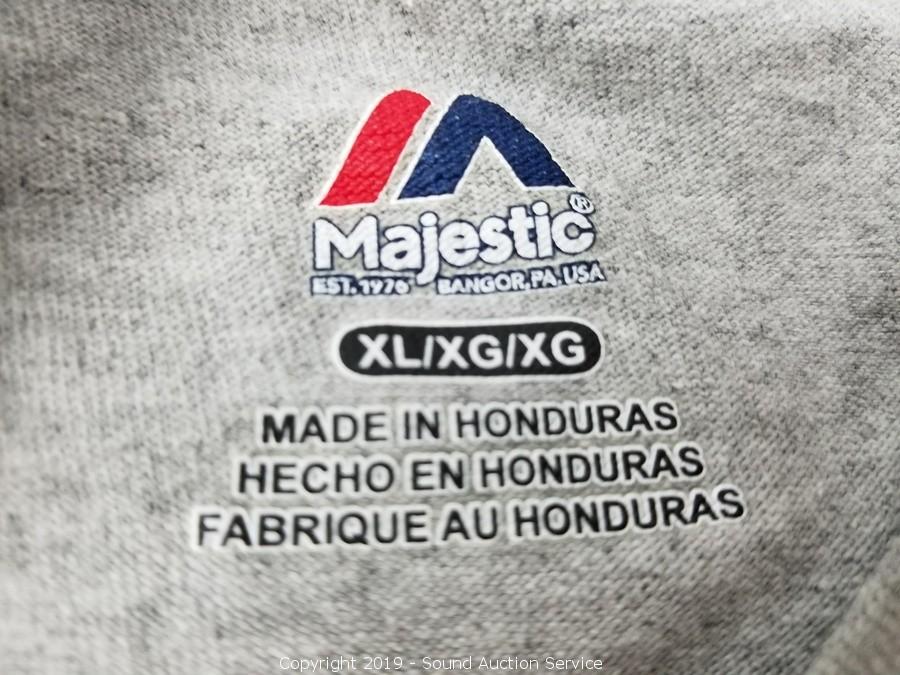 Majestic®
EST. 1976 BANGOR, PA, USA
XL/XG/XG
MADE IN HONDURAS
HECHO EN HONDURAS
FABRIQUE AU HONDURAS
Copyright 2019 - Sound Auction Service